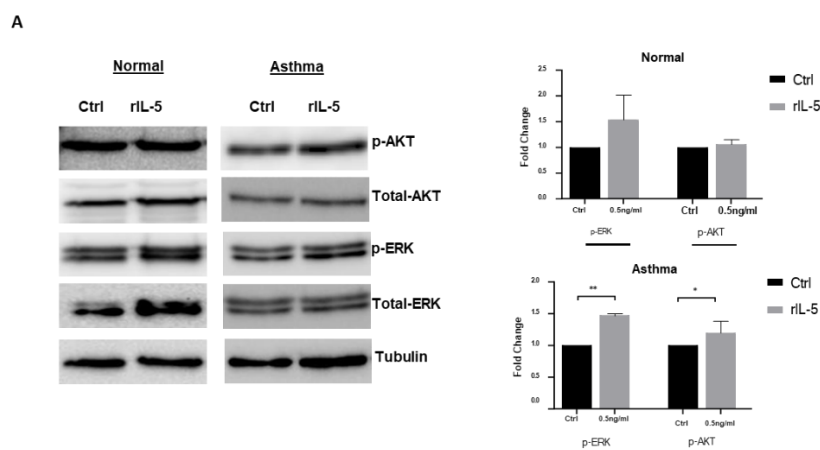 A
Normal
Asthma
Ctrl rIL-5
Ctrl rIL-5
p-AKT
Total-AKT
p-ERK
Total-ERK
Tubulin
Normal
Fold Change
2.5
2.0
1.5
1.0
0.5
0.0
Ctrl 0.5ng/ml Ctrl 0.5ng/ml
p-ERK p-AKT
Ctrl
rIL-5
Asthma
Fold Change
2.0
1.5
1.0
0.5
0.0
** *
Ctrl 0.5ng/ml Ctrl 0.5ng/ml
p-ERK p-AKT
Ctrl
rIL-5